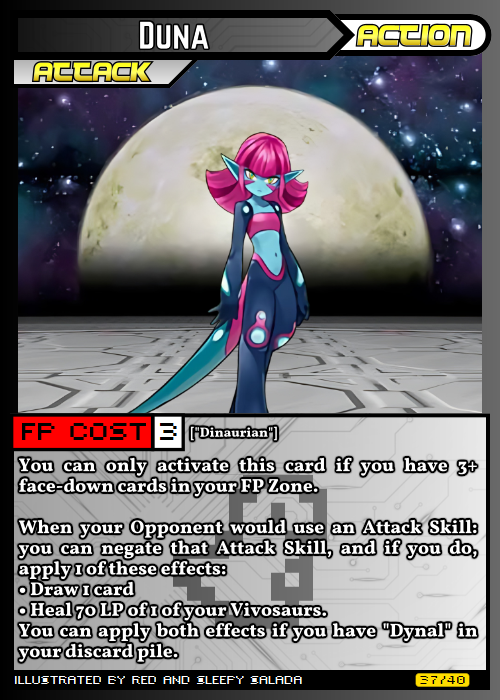 DUNA
ACTION
ATTACK
FP COST 3 ["Dinaurian"]
You can only activate this card if you have 3+
face-down cards in your FP Zone.
When your Opponent would use an Attack Skill:
you can negate that Attack Skill, and if you do,
apply 1 of these effects:
• Draw 1 card
• Heal 70 LP of 1 of your Vivosaurs.
You can apply both effects if you have "Dynal" in
your discard pile.
ILLUSTRATED BY RED AND SLEEPY SALADA
37/40